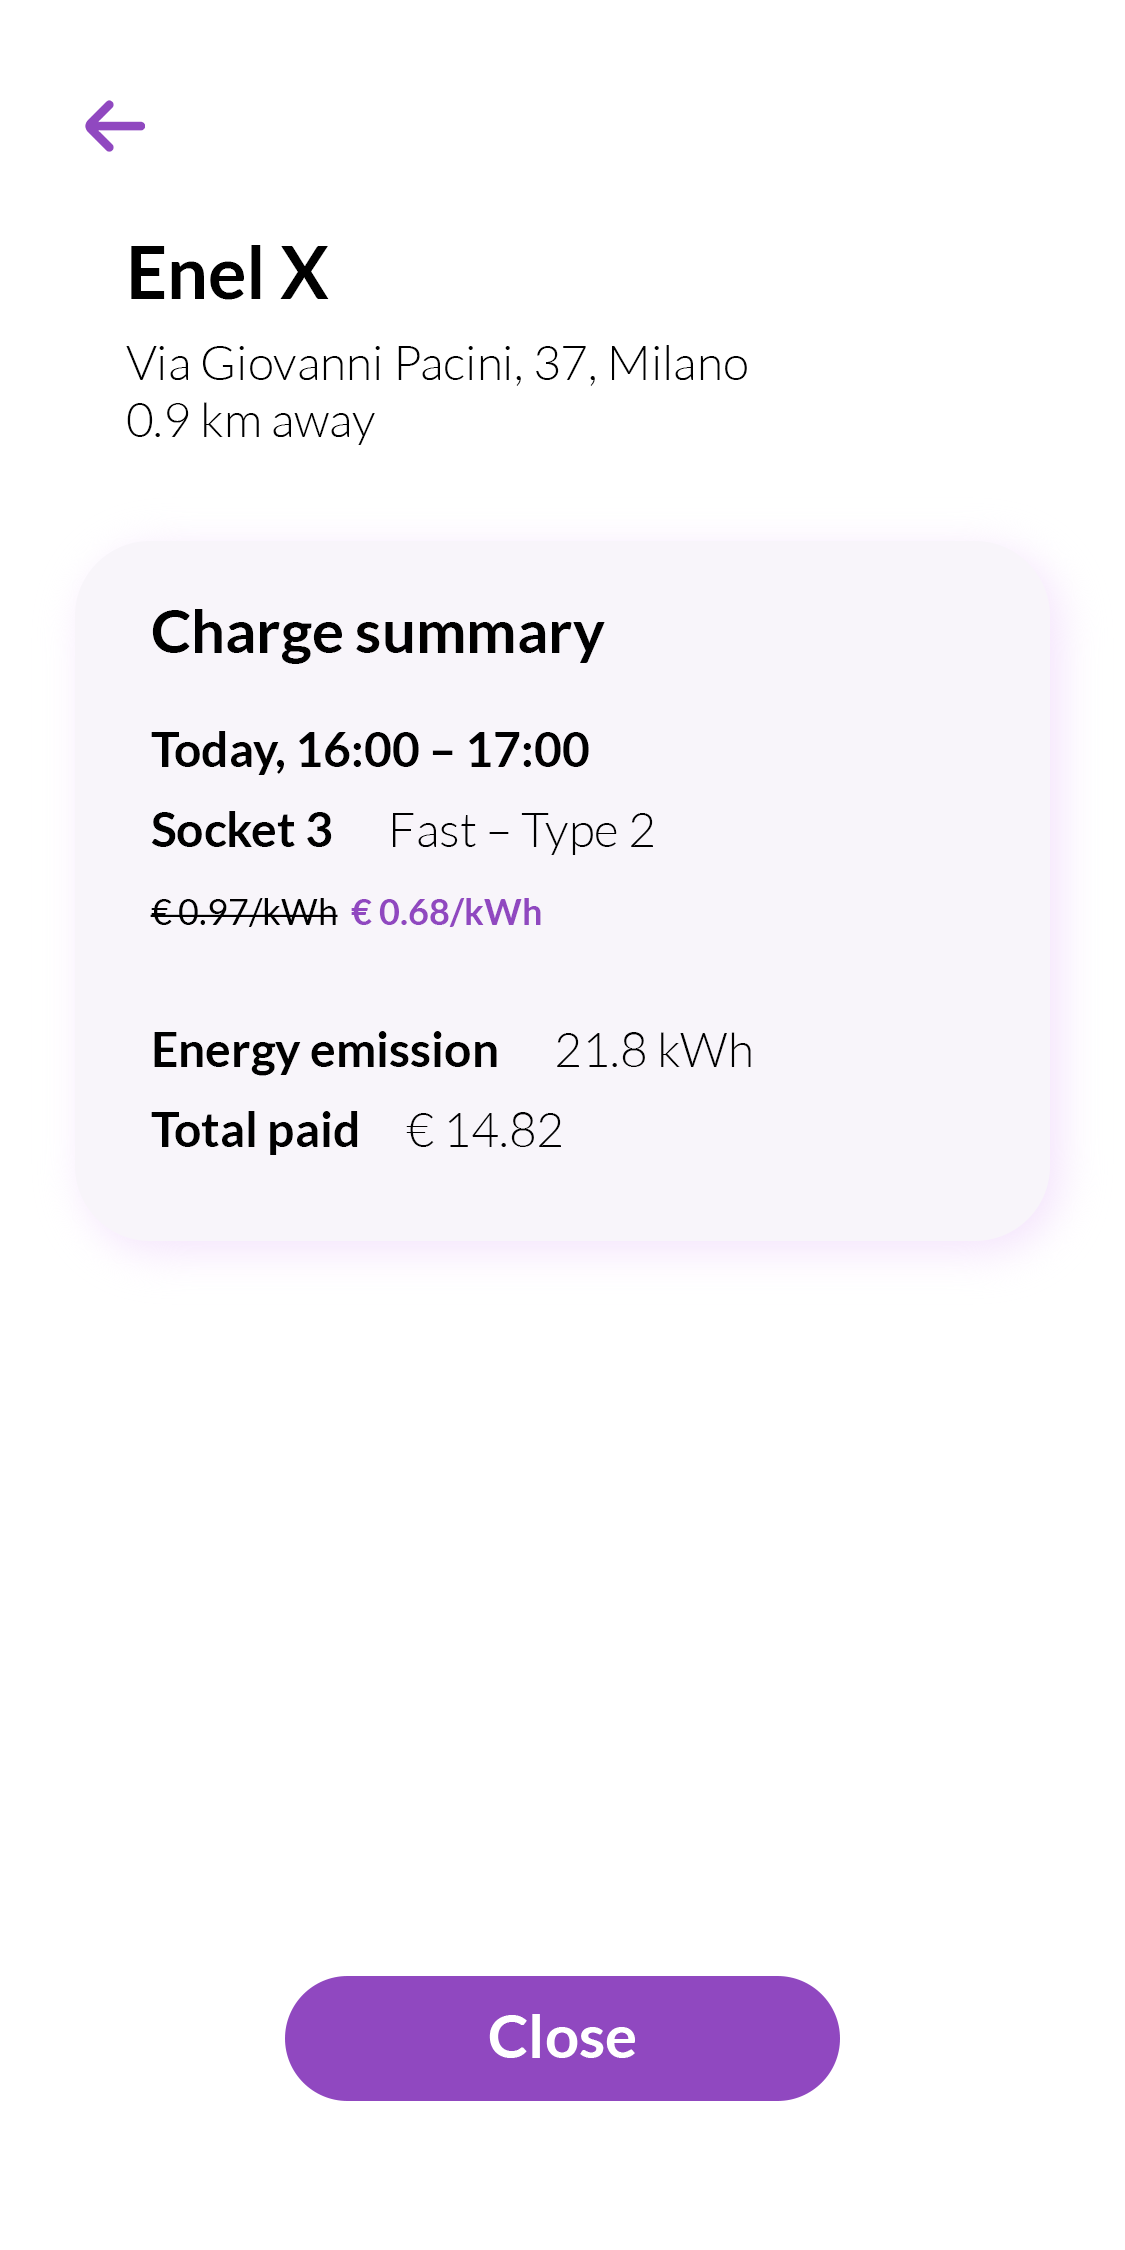 Enel X
Via Giovanni Pacini, 37, Milano
0.9 km away
Charge summary
Today, 16:00 – 17:00
Socket 3 Fast – Type 2
€ 0.97/kWh € 0.68/kWh
Energy emission 21.8 kWh
Total paid € 14.82
Close